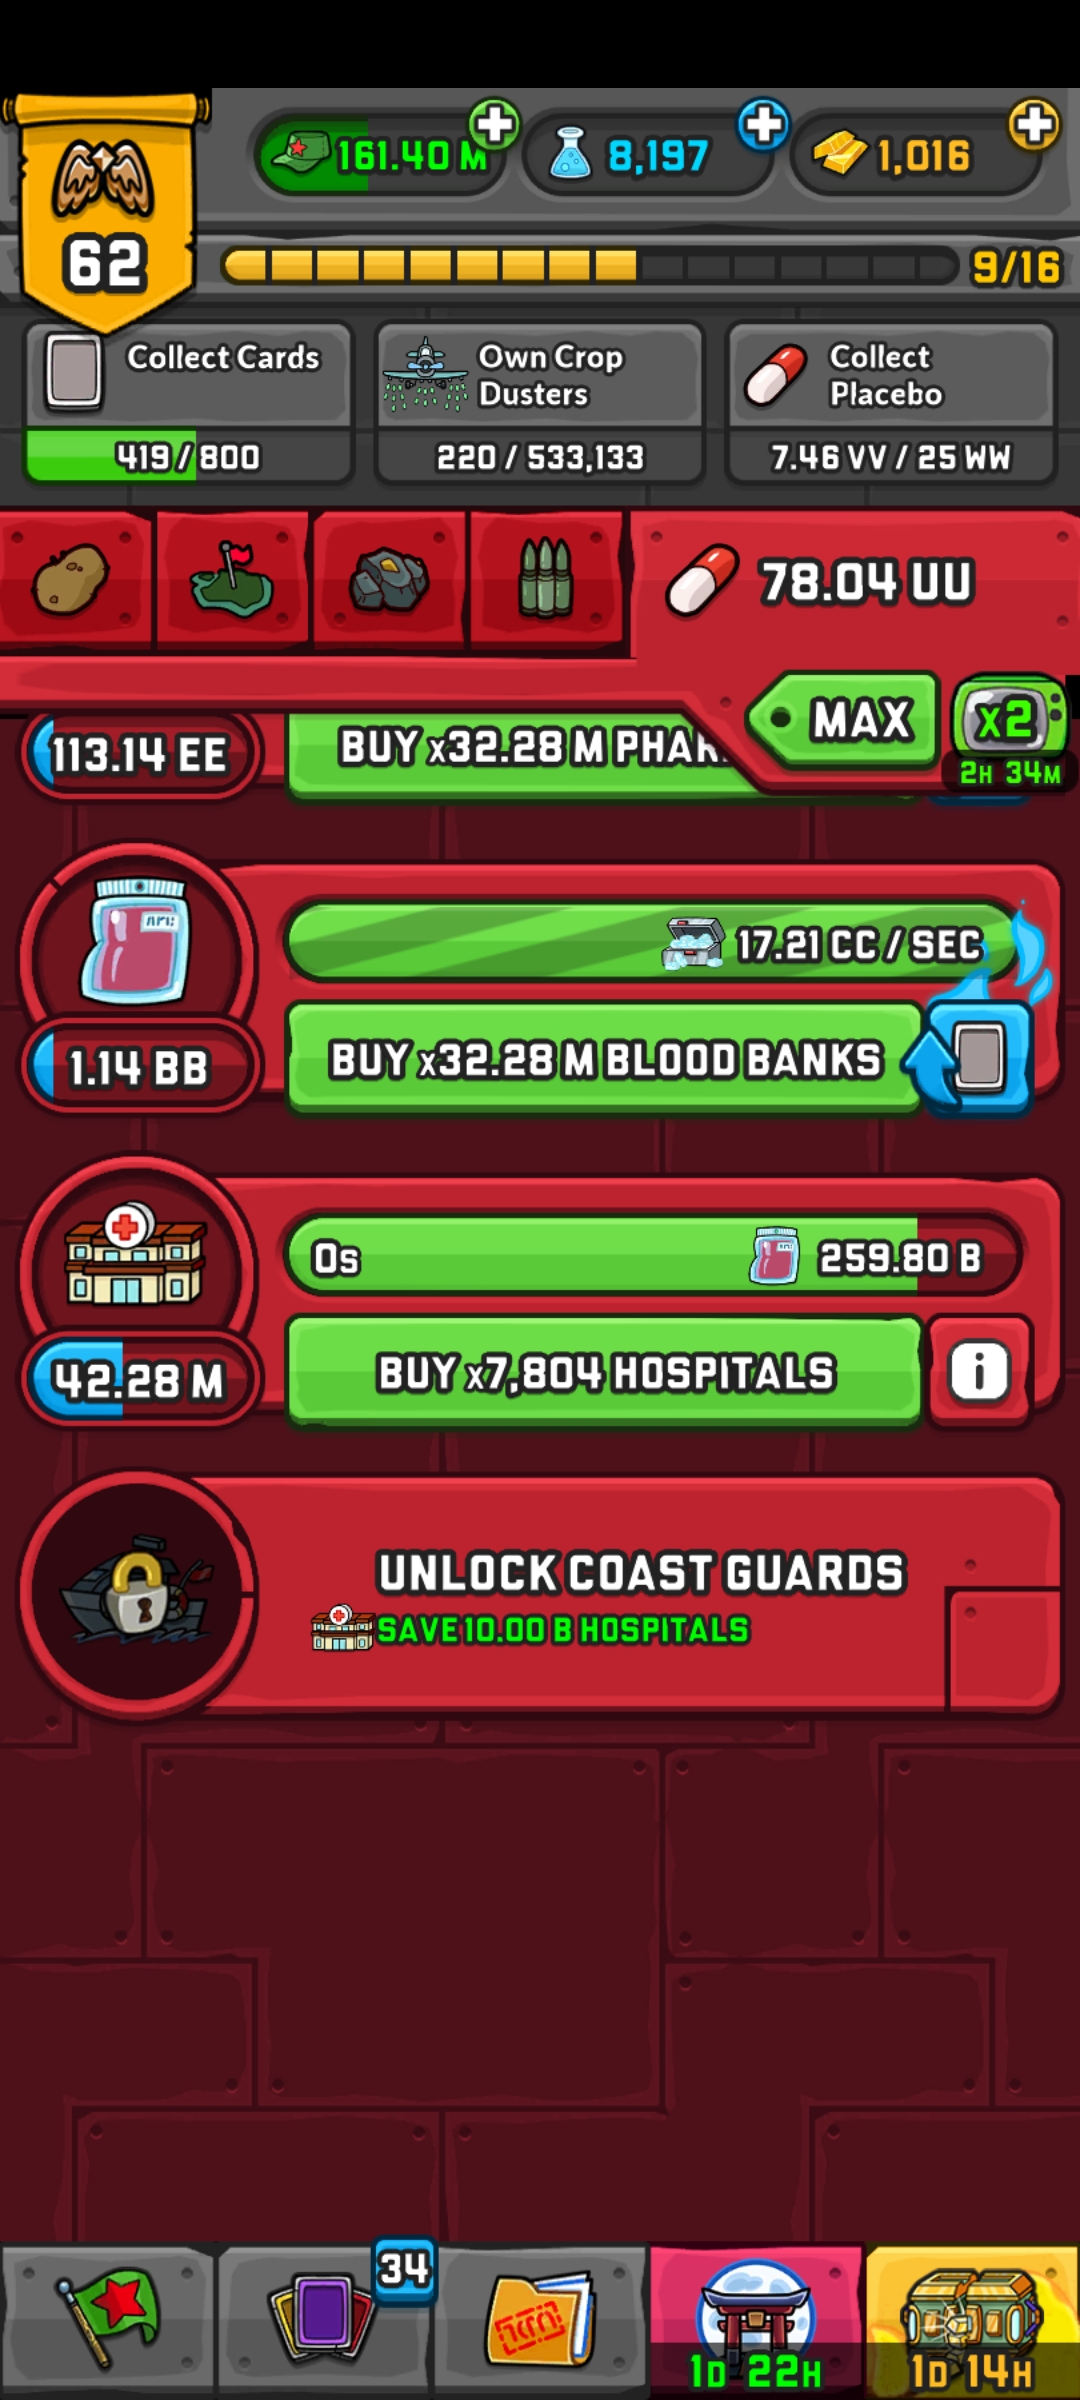 161.40 M
8,197
1,016
62
9/16
Collect Cards
419 / 800
Own Crop
Dusters
220 / 533,133
Collect
Placebo
7.46 VV / 25 WW
78.04 UU
MAX
x2
2H 34M
113.14 EE
BUY x32.28 M PHAR
17.21 CC / SEC
1.14 BB
BUY x32.28 M BLOOD BANKS
0s
259.80 B
42.28 M
BUY x7,804 HOSPITALS
i
UNLOCK COAST GUARDS
SAVE 10.00 B HOSPITALS
34
1D 22H
1D 14H